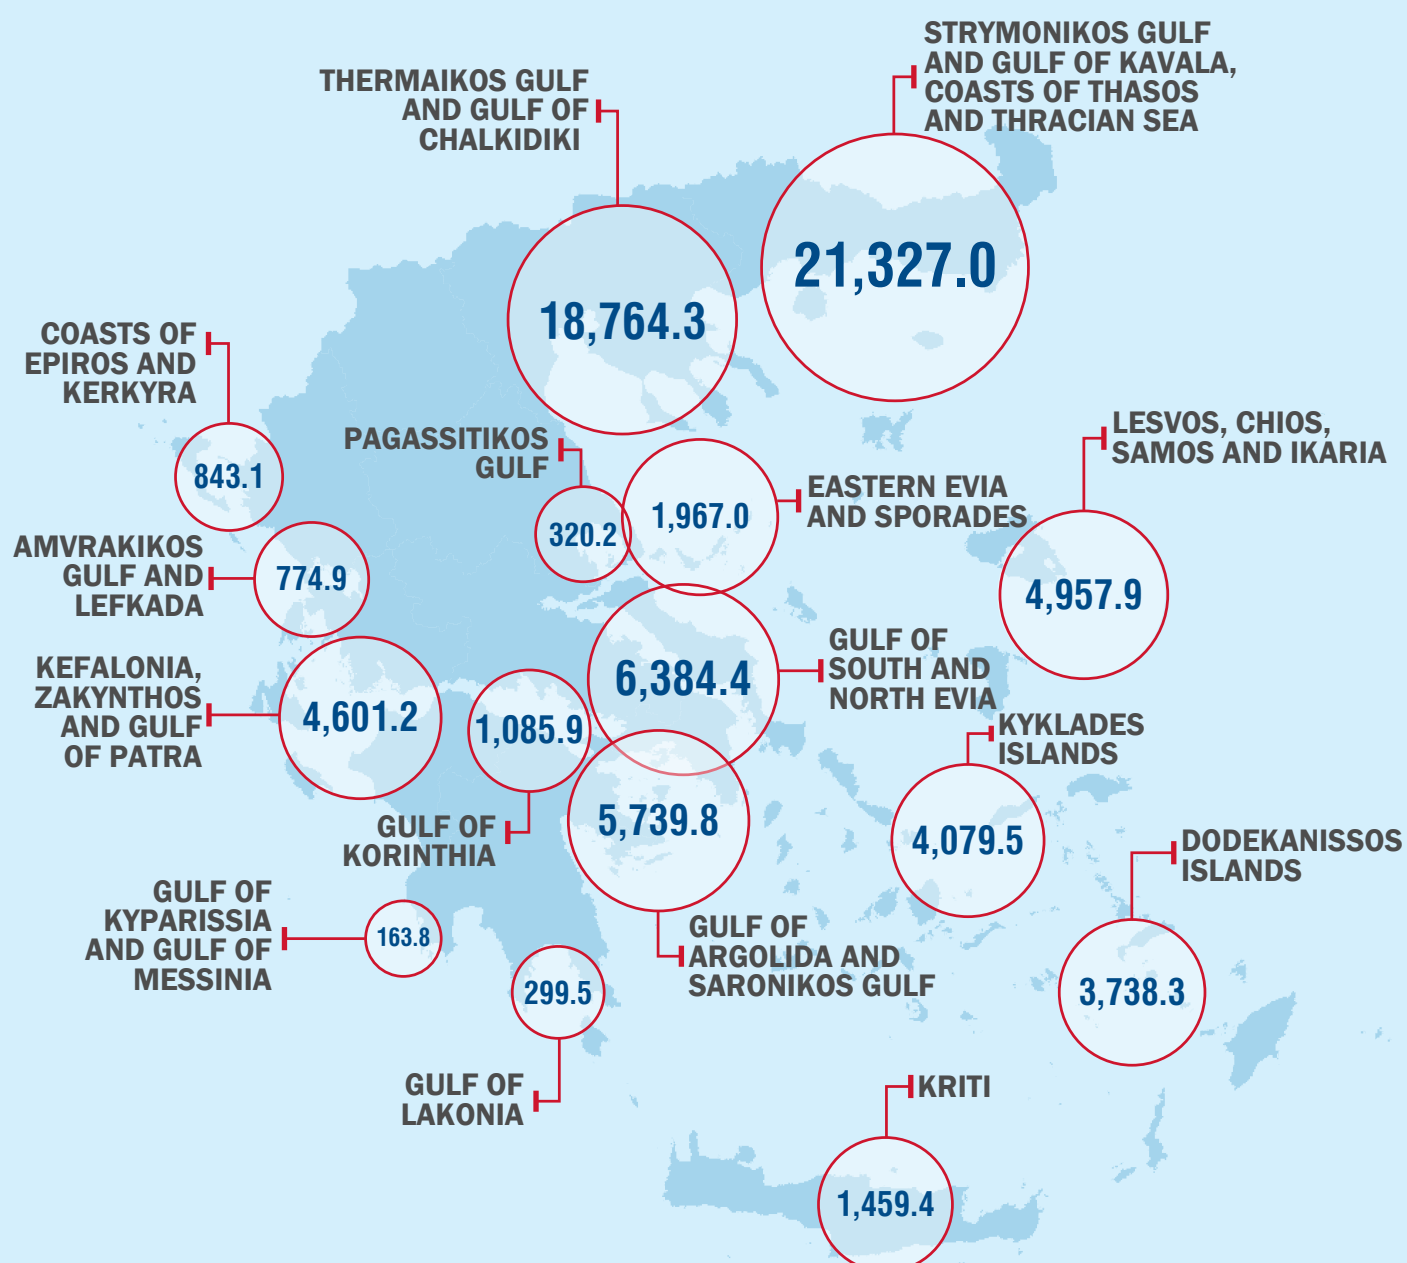 STRYMONIKOS GULF
AND GULF OF KAVALA,
COASTS OF THASOS
AND THRACIAN SEA
21,327.0
THERMAIKOS GULF
AND GULF OF
CHALKIDIKI
18,764.3
COASTS OF
EPIROS AND
KERKYRA
843.1
PAGASSITIKOS
GULF
320.2
1,967.0
EASTERN EVIA
AND SPORADES
LESVOS, CHIOS,
SAMOS AND IKARIA
4,957.9
AMVRAKIKOS
GULF AND
LEFKADA
774.9
KEFALONIA,
ZAKYNTHOS
AND GULF
OF PATRA
4,601.2
6,384.4
GULF OF
SOUTH AND
NORTH EVIA
1,085.9
GULF OF
KORINTHIA
KYKLADES
ISLANDS
4,079.5
5,739.8
GULF OF
ARGOLIDA AND
SARONIKOS GULF
DODEKANISSOS
ISLANDS
3,738.3
GULF OF
KYPARISSIA
AND GULF OF
MESSINIA
163.8
299.5
GULF OF
LAKONIA
KRITI
1,459.4